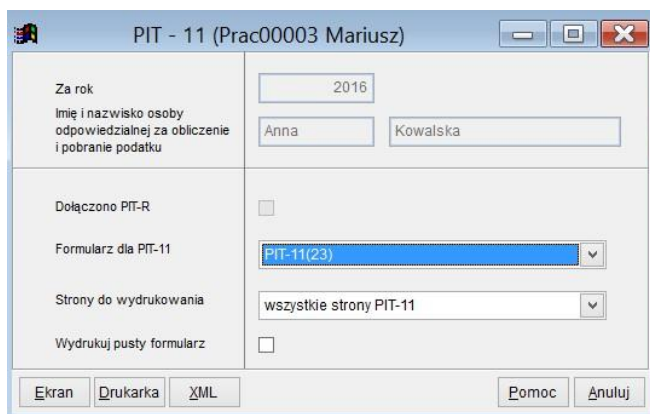 PIT - 11 (Prac00003 Mariusz)
Za rok
2016
Imię i nazwisko osoby
odpowiedzialnej za obliczenie
i pobranie podatku
Anna
Kowalska
Dołączono PIT-R
Formularz dla PIT-11
PIT-11(23)
Strony do wydrukowania
wszystkie strony PIT-11
Wydrukuj pusty formularz
Ekran Drukarka XML Pomoc Anuluj